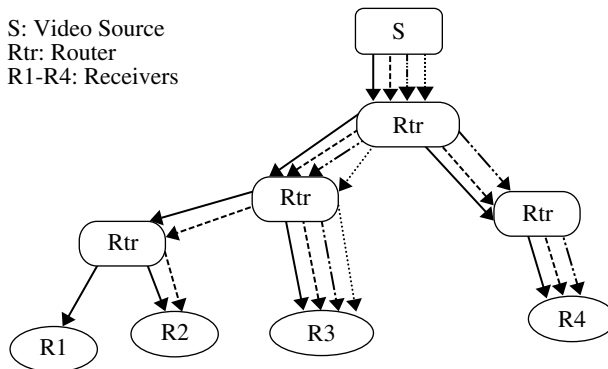 S: Video Source
Rtr: Router
R1-R4: Receivers
S
Rtr
Rtr
Rtr
Rtr
R1
R2
R3
R4